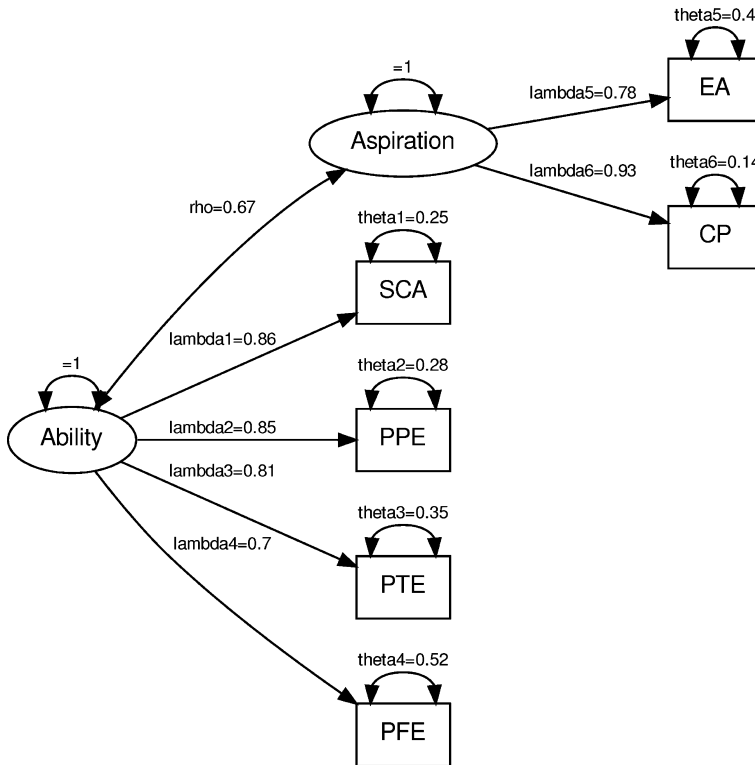 theta5=0.4
EA
=1
lambda5=0.78
Aspiration
theta6=0.14
lambda6=0.93
CP
rho=0.67
theta1=0.25
SCA
lambda1=0.86
theta2=0.28
=1
Ability
lambda2=0.85
PPE
lambda3=0.81
theta3=0.35
lambda4=0.7
PTE
theta4=0.52
PFE